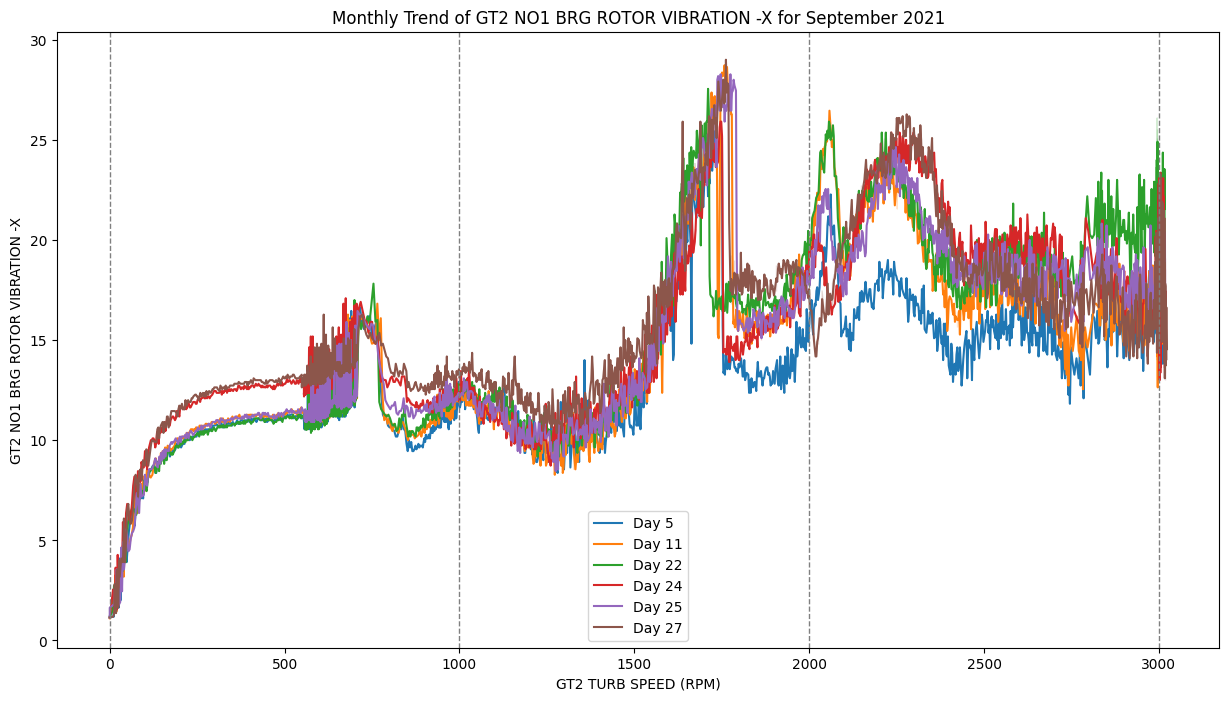 Monthly Trend of GT2 NO1 BRG ROTOR VIBRATION -X for September 2021
GT2 NO1 BRG ROTOR VIBRATION -X
30
25
20
15
10
5
0
Day 5
Day 11
Day 22
Day 24
Day 25
Day 27
0 500 1000 1500 2000 2500 3000
GT2 TURB SPEED (RPM)